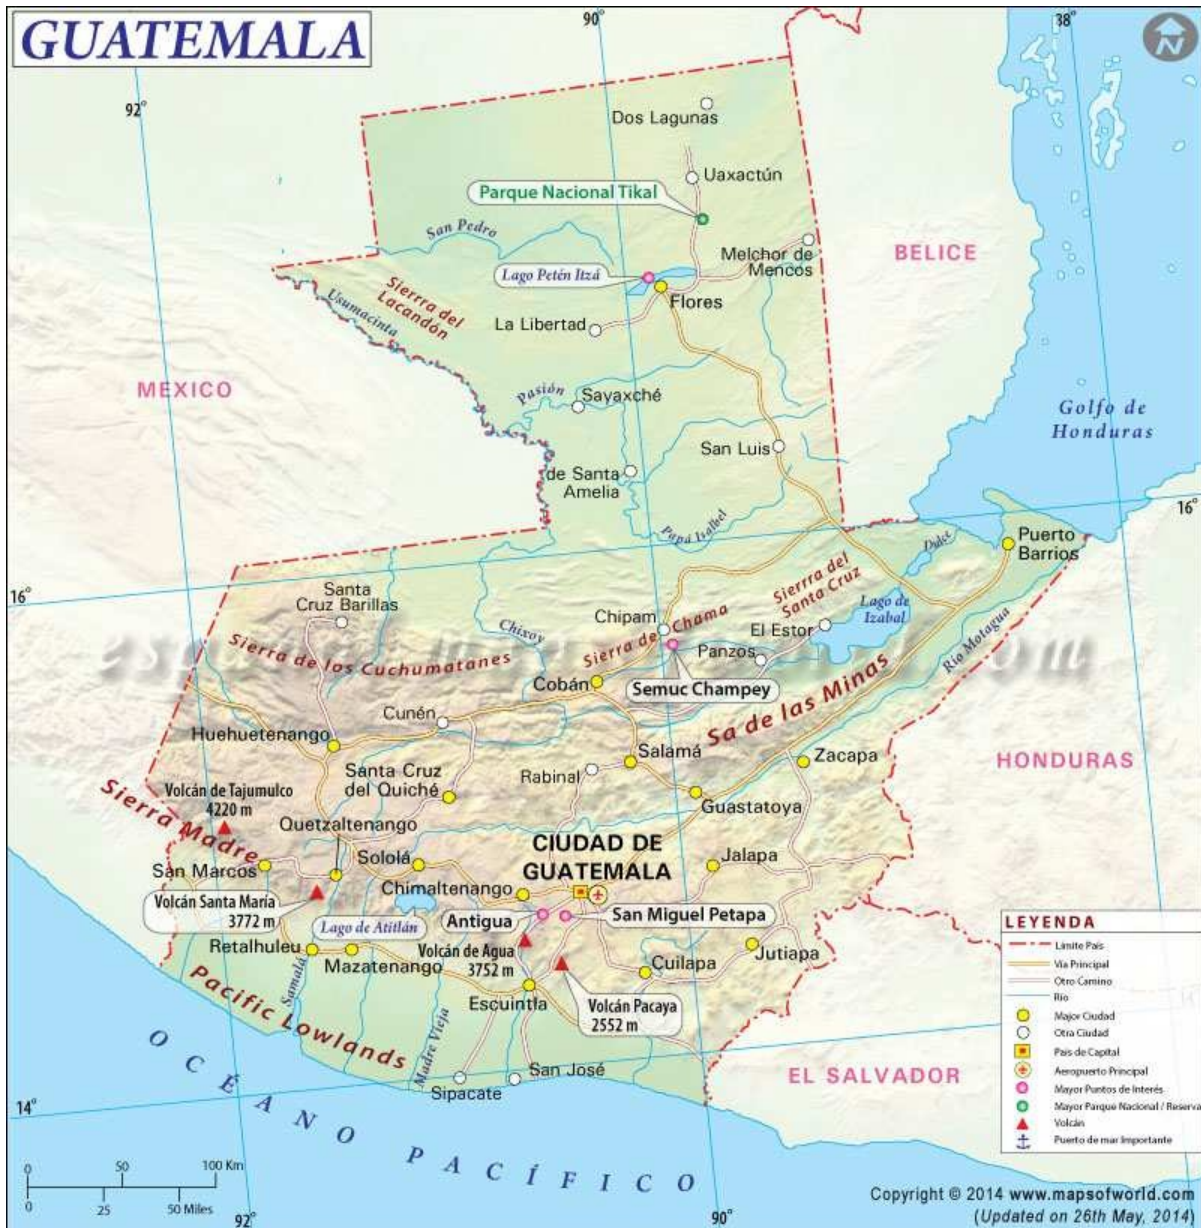 GUATEMALA
90°
38°
92°
Dos Lagunas
Uaxactún
Parque Nacional Tikal
San Pedro
Melchor de
Mencos
BELICE
Lago Petén Itzá
Flores
Sierrra del
Lacandón
Usumacinta
La Libertad
MEXICO
Pasión
Sayaxché
Golfo de
Honduras
San Luis
de Santa
Amelia
Papá Isalbel
16°
Puerto
Barrios
Dulce
16°
Santa
Cruz Barillas
Sierrra del
Santa Cruz
Lago de
Izabal
Chipam
Chixoy
Sierra de Chama
El Estor
Río Motagua
Sierra de los Cuchumatanes
Panzos
Semuc Champey
Cobán
Sa de las Minas
Cunén
Huehuetenango
Salamá
Zacapa
HONDURAS
Santa Cruz
del Quiché
Rabinal
Volcán de Tajumulco
4220 m
Guastatoya
Sierra Madre
Quetzaltenango
CIUDAD DE
GUATEMALA
Sololá
Jalapa
San Marcos
Chimaltenango
Volcán Santa María
3772 m
Antigua
San Miguel Petapa
Lago de Atitlán
Retalhuleu
Mazatenango
Volcán de Agua
3752 m
Jutiapa
Cuilapa
Samalá
Pacific Lowlands
Escuintla
Volcán Pacaya
2552 m
Madre Vieja
San José
Sipacate
EL SALVADOR
14°
OCÉANO PACÍFICO
LEYENDA
Límite País
Vía Principal
Otro Camino
Río
Major Ciudad
Otra Ciudad
País de Capital
Aeropuerto Principal
Mayor Puntos de Interés
Mayor Parque Nacional / Reserva
Volcán
Puerto de mar Importante
0 50 100 Km
0 25 50 Miles
92°
90°
Copyright © 2014 www.mapsofworld.com
(Updated on 26th May, 2014)